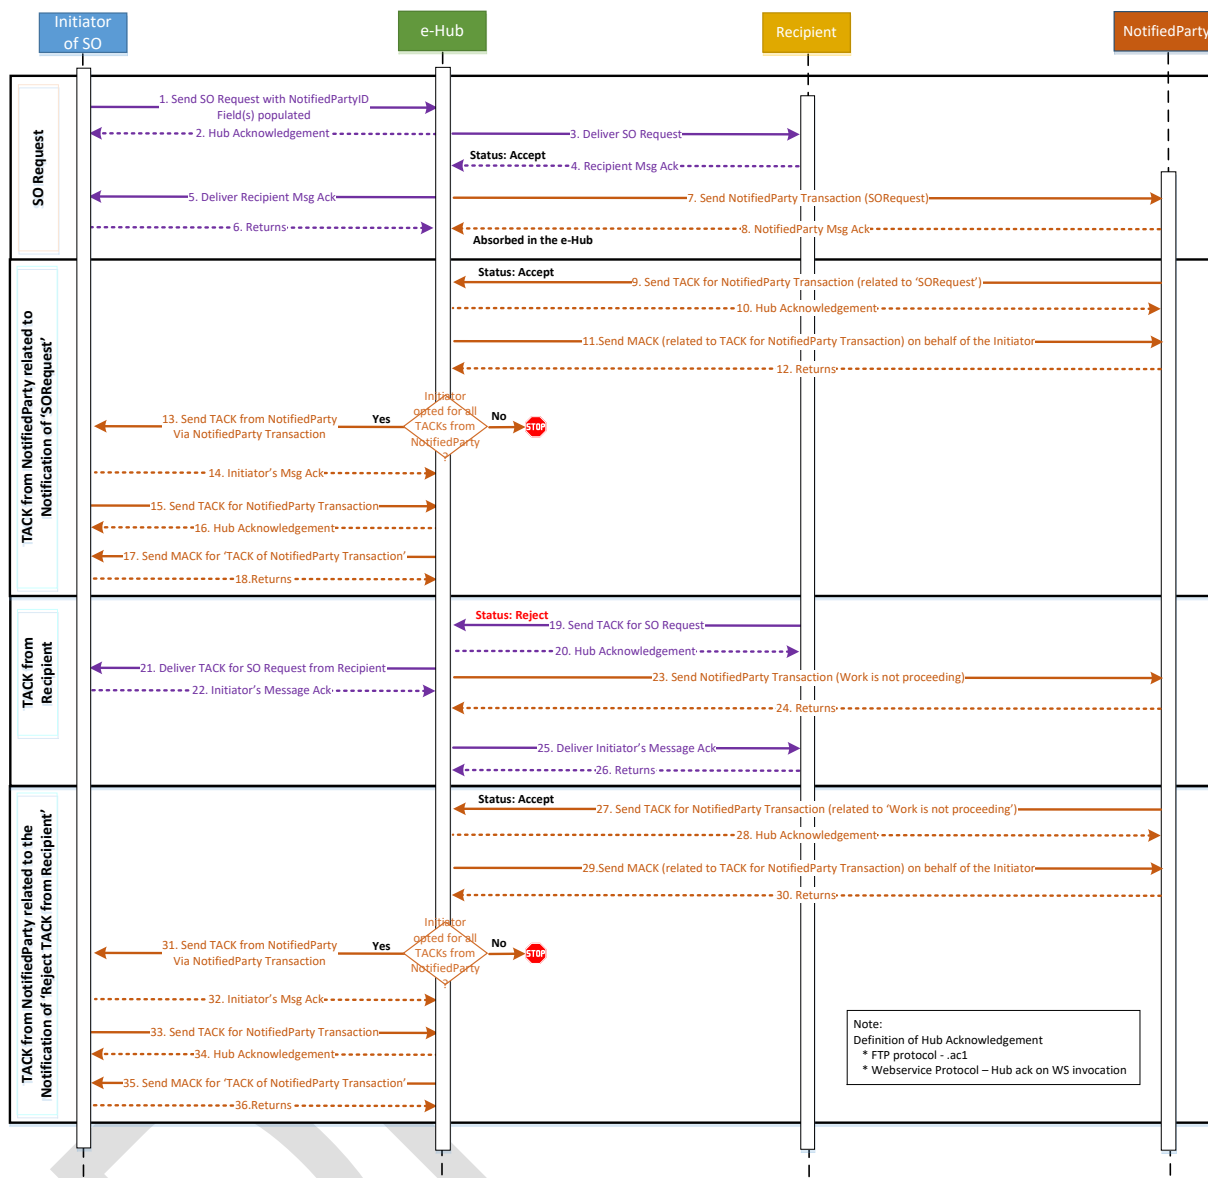 Initiator
of SO
e-Hub
Recipient
NotifiedParty
SO Request
1. Send SO Request with NotifiedPartyID
Field(s) populated
2. Hub Acknowledgement
3. Deliver SO Request
Status: Accept
4. Recipient Msg Ack
5. Deliver Recipient Msg Ack
7. Send NotifiedParty Transaction (SORequest)
6. Returns
8. NotifiedParty Msg Ack
Absorbed in the e-Hub
TACK from NotifiedParty related to
Notification of ‘SORequest’
Status: Accept
9. Send TACK for NotifiedParty Transaction (related to ‘SORequest’)
10. Hub Acknowledgement
11.Send MACK (related to TACK for NotifiedParty Transaction) on behalf of the Initiator
12. Returns
Initiator
opted for all
TACKs from
NotifiedParty
?
Yes
No
STOP
13. Send TACK from NotifiedParty
Via NotifiedParty Transaction
14. Initiator’s Msg Ack
15. Send TACK for NotifiedParty Transaction
16. Hub Acknowledgement
17. Send MACK for ‘TACK of NotifiedParty Transaction’
18.Returns
TACK from
Recipient
Status: Reject
19. Send TACK for SO Request
20. Hub Acknowledgement
21. Deliver TACK for SO Request from Recipient
23. Send NotifiedParty Transaction (Work is not proceeding)
22. Initiator’s Message Ack
24. Returns
25. Deliver Initiator’s Message Ack
26. Returns
TACK from NotifiedParty related to the
Notification of ‘Reject TACK from Recipient’
Status: Accept
27. Send TACK for NotifiedParty Transaction (related to ‘Work is not proceeding’)
28. Hub Acknowledgement
29.Send MACK (related to TACK for NotifiedParty Transaction) on behalf of the Initiator
30. Returns
Initiator
opted for all
TACKs from
NotifiedParty
?
Yes
No
STOP
31. Send TACK from NotifiedParty
Via NotifiedParty Transaction
32. Initiator’s Msg Ack
33. Send TACK for NotifiedParty Transaction
34. Hub Acknowledgement
35. Send MACK for ‘TACK of NotifiedParty Transaction’
36.Returns
Note:
Definition of Hub Acknowledgement
* FTP protocol - .ac1
* Webservice Protocol – Hub ack on WS invocation